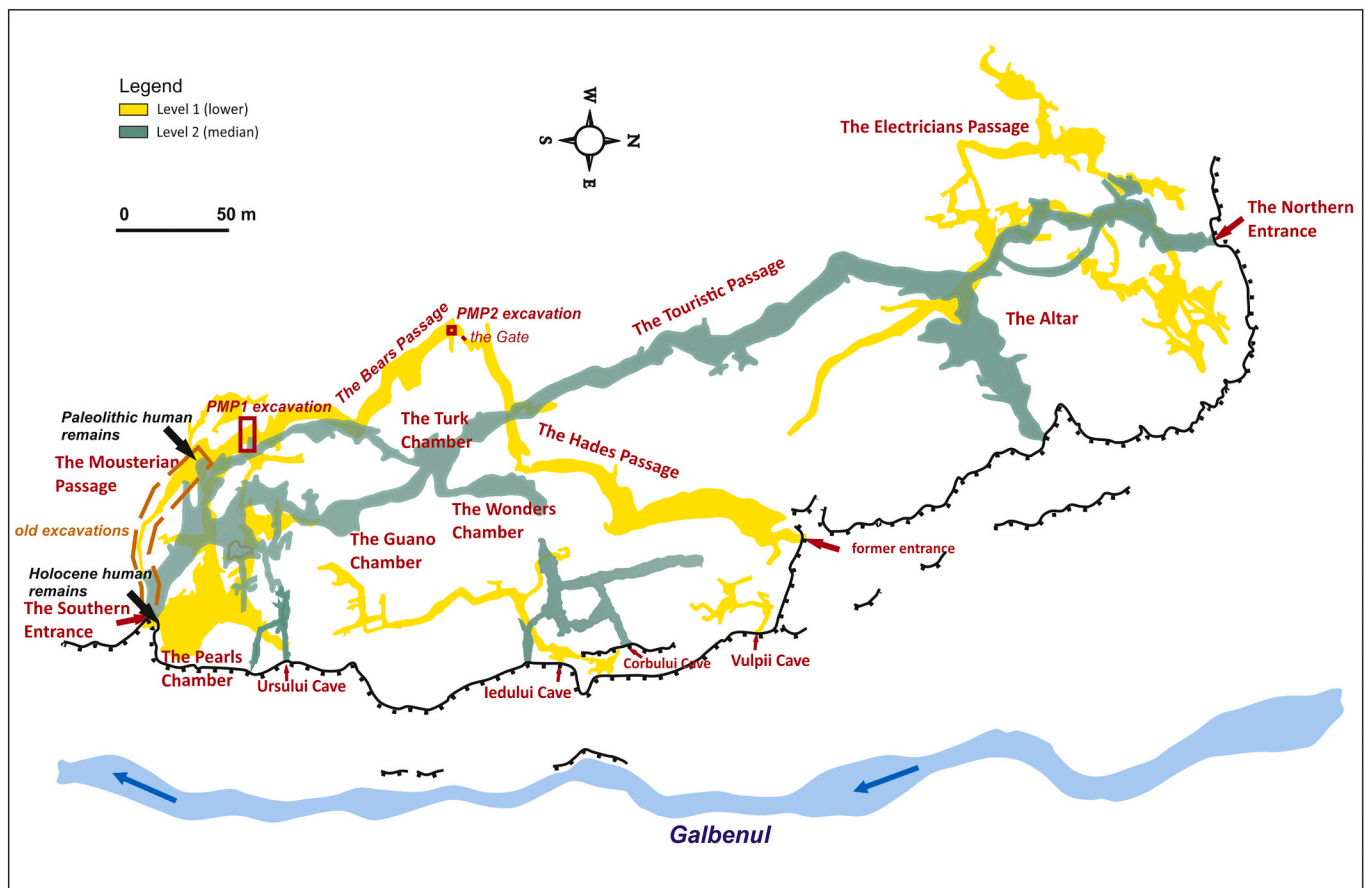 Legend
Level 1 (lower)
Level 2 (median)
0 50 m
W
S
N
E
The Electricians Passage
The Northern
Entrance
The Touristic Passage
The Altar
PMP2 excavation
the Gate
The Bears Passage
PMP1 excavation
Paleolithic human
remains
The Mousterian
Passage
The Turk
Chamber
The Hades Passage
The Wonders
Chamber
The Guano
Chamber
old excavations
former entrance
Holocene human
remains
The Southern
Entrance
The Pearls
Chamber
Ursului Cave
Iedului Cave
Corbului Cave
Vulpii Cave
Galbenul